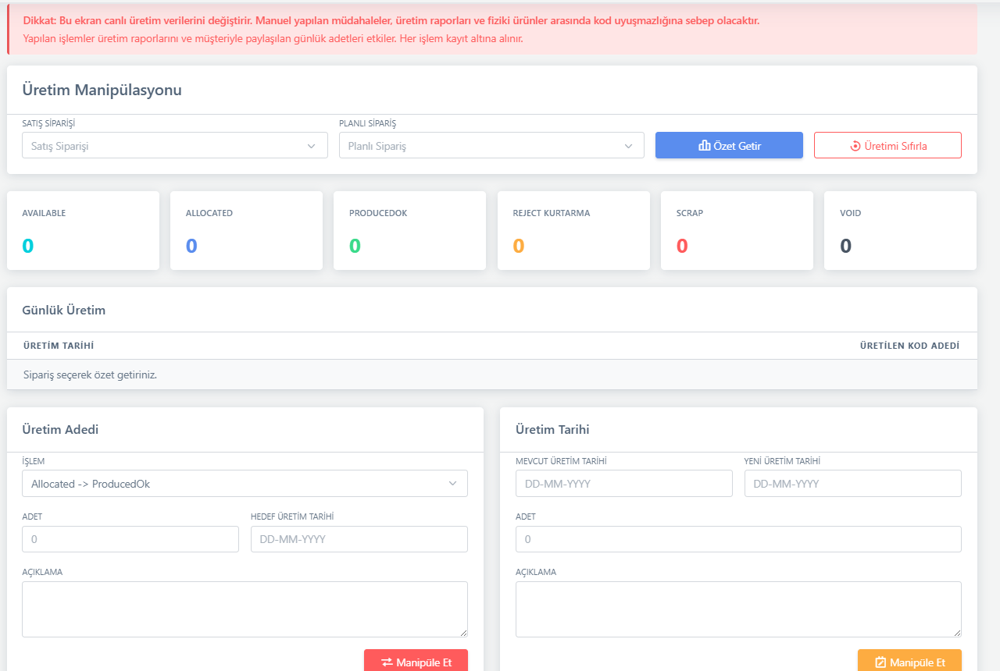 Dikkat: Bu ekran canlı üretim verilerini değiştirir. Manuel yapılan müdahaleler, üretim raporları ve fiziki ürünler arasında kod uyuşmazlığına sebep olacaktır.
Yapılan işlemler üretim raporlarını ve müşteriyle paylaşılan günlük adetleri etkiler. Her işlem kayıt altına alınır.
Üretim Manipülasyonu
SATIŞ SİPARİŞİ
PLANLI SİPARİŞ
Satış Siparişi
Planlı Sipariş
Özet Getir
Üretimi Sıfırla
AVAILABLE
ALLOCATED
PRODUCEDOK
REJECT KURTARMA
SCRAP
VOID
0
0
0
0
0
0
Günlük Üretim
ÜRETİM TARİHİ
ÜRETİLEN KOD ADEDİ
Sipariş seçerek özet getiriniz.
Üretim Adedi
İŞLEM
Allocated -> ProducedOk
ADET
HEDEF ÜRETİM TARİHİ
0
DD-MM-YYYY
AÇIKLAMA
Manipüle Et
Üretim Tarihi
MEVCUT ÜRETİM TARİHİ
YENİ ÜRETİM TARİHİ
DD-MM-YYYY
DD-MM-YYYY
ADET
0
AÇIKLAMA
Manipüle Et